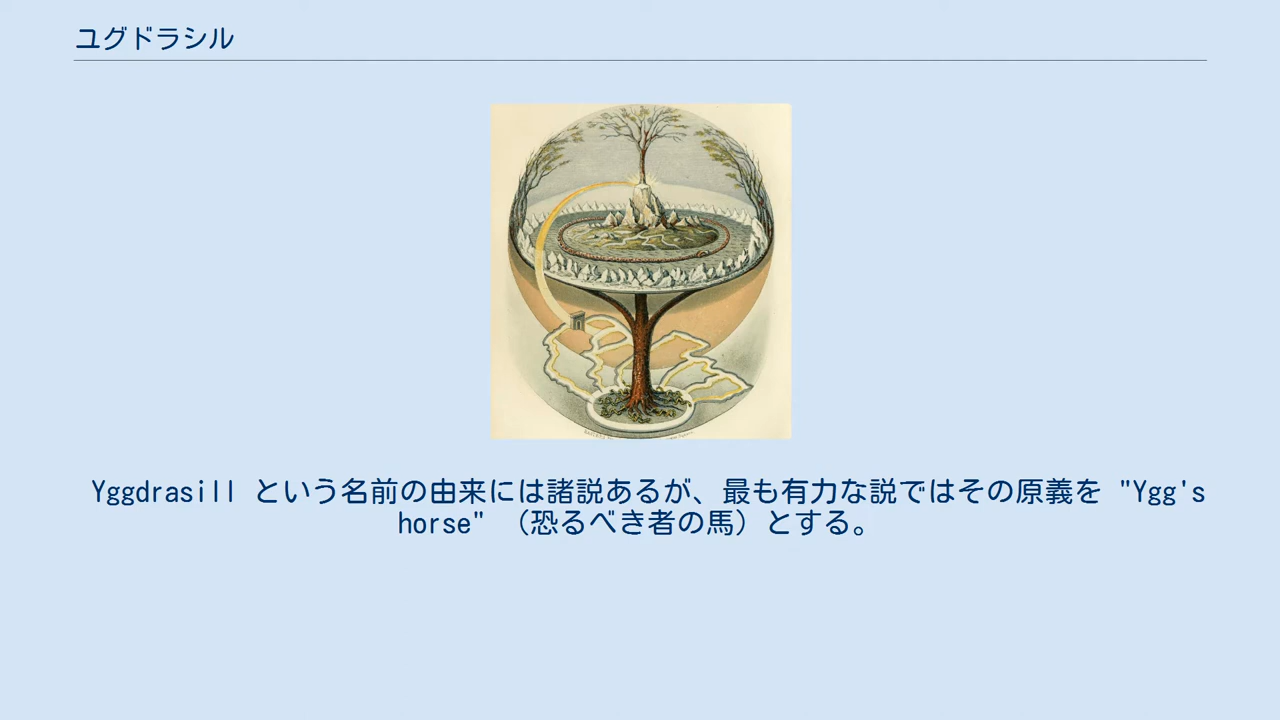 ユグドラシル
Yggdrasill という名前の由来には諸説あるが、最も有力な説ではその原義を "Ygg's
horse" （恐るべき者の馬）とする。